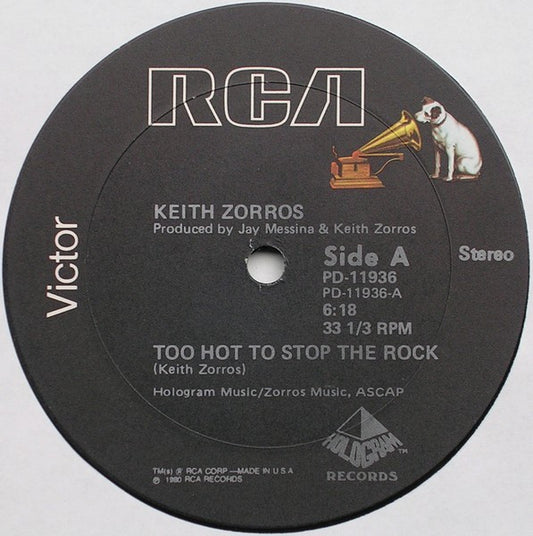 RCA
Victor
KEITH ZORROS
Produced by Jay Messina & Keith Zorros
Side A
Stereo
PD-11936
PD-11936-A
6:18
33 1/3 RPM
TOO HOT TO STOP THE ROCK
(Keith Zorros)
Hologram Music/Zorros Music, ASCAP
HOLOGRAM TM
RECORDS
TM(s) ® RCA CORP.—MADE IN U.S.A
℗ 1980 RCA RECORDS